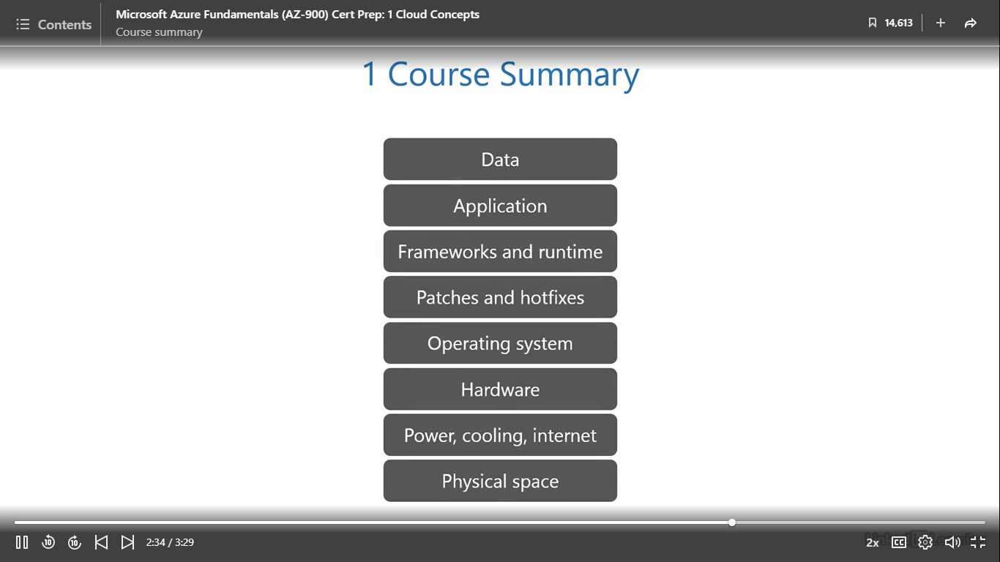 Contents
Microsoft Azure Fundamentals (AZ-900) Cert Prep: 1 Cloud Concepts
Course summary
14,613
1 Course Summary
Data
Application
Frameworks and runtime
Patches and hotfixes
Operating system
Hardware
Power, cooling, internet
Physical space
10
10
2:34 / 3:29
2x
CC